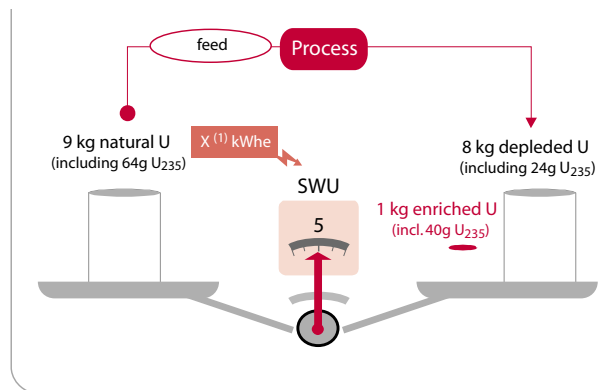 feed
Process
9 kg natural U
(including 64g U235)
X (1) kWhe
8 kg depleded U
(including 24g U235)
SWU
5
1 kg enriched U
(incl. 40g U235)